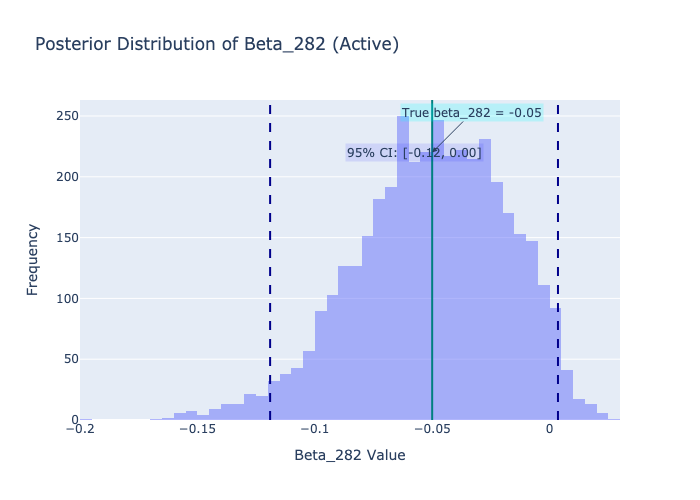 Posterior Distribution of Beta_282 (Active)
True beta_282 = -0.05
95% CI: [-0.12, 0.00]
Frequency
250
200
150
100
50
0
−0.2
−0.15
−0.1
−0.05
0
Beta_282 Value